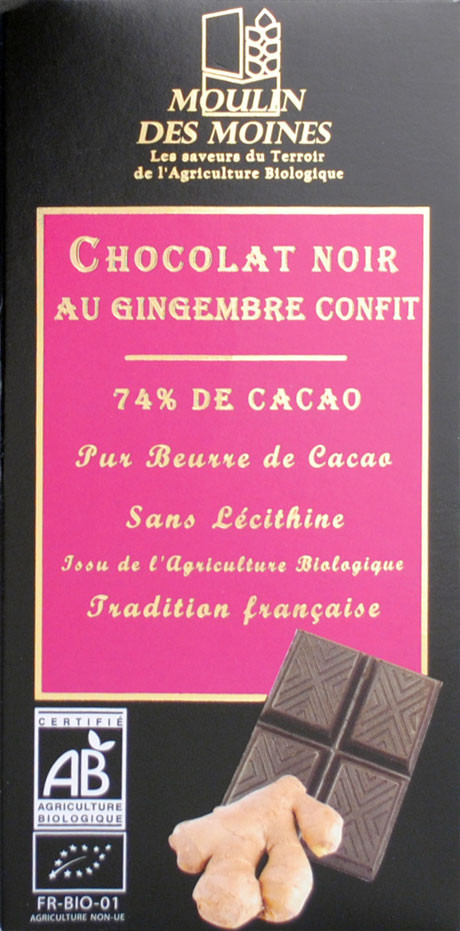 MOULIN
DES MOINES
Les saveurs du Terroir
de l'Agriculture Biologique
CHOCOLAT NOIR
AU GINGEMBRE CONFIT
74% DE CACAO
Pur Beurre de Cacao
Sans Lécithine
Issu de l'Agriculture Biologique
Tradition française
CERTIFIÉ
AB
AGRICULTURE
BIOLOGIQUE
FR-BIO-01
AGRICULTURE NON-UE